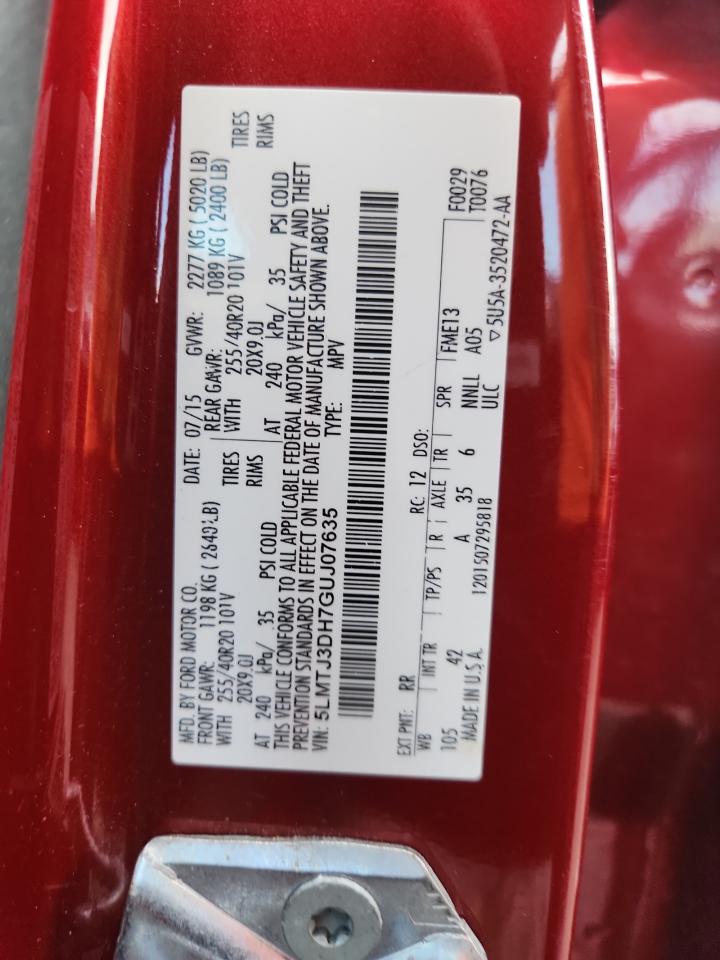 MFD. BY FORD MOTOR CO.
DATE: 07/15 GVWR: 2277 KG ( 5020 LB)
FRONT GAWR: 1198 KG ( 2640 LB)
REAR GAWR: 1089 KG ( 2400 LB)
WITH 255/40R20 101V TIRES
WITH 255/40R20 101V TIRES
20X9.0J RIMS
20X9.0J RIMS
AT 240 kPa/ 35 PSI COLD
AT 240 kPa/ 35 PSI COLD
THIS VEHICLE CONFORMS TO ALL APPLICABLE FEDERAL MOTOR VEHICLE SAFETY AND THEFT
PREVENTION STANDARDS IN EFFECT ON THE DATE OF MANUFACTURE SHOWN ABOVE.
VIN: 5LMTJ3DH7GUJ07635
TYPE: MPV
EXT PNT: RR RC: 12 DSO: F0029
WB INT TR TP/PS R AXLE TR SPR FME13 T0076
105 42 A 35 6 NNLL A05
ULC
MADE IN U.S.A. 1201507295818 ▽5U5A-3520472-AA